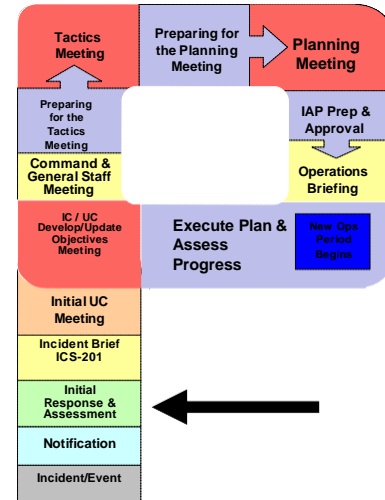 Tactics
Meeting
Preparing for
the Planning
Meeting
Planning
Meeting
Preparing
for the
Tactics
Meeting
IAP Prep &
Approval
Command &
General Staff
Meeting
Operations
Briefing
IC / UC
Develop/Update
Objectives
Meeting
Execute Plan &
Assess
Progress
New Ops
Period
Begins
Initial UC
Meeting
Incident Brief
ICS-201
Initial
Response &
Assessment
Notification
Incident/Event